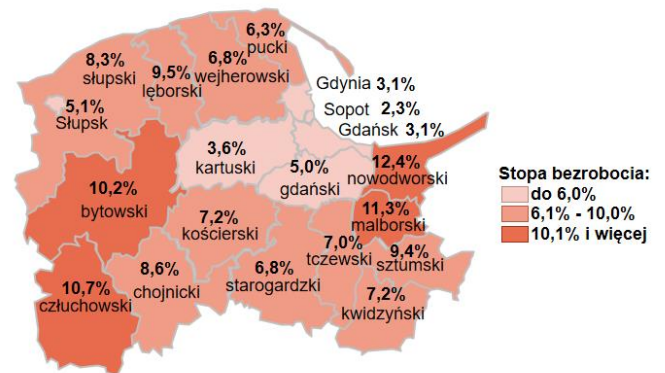 6,3%
pucki
8,3%
słupski
9,5%
lęborski
6,8%
wejherowski
Gdynia 3,1%
Sopot 2,3%
Gdańsk 3,1%
5,1%
Słupsk
3,6%
kartuski
5,0%
gdański
12,4%
nowodworski
10,2%
bytowski
7,2%
kościerski
11,3%
malborski
7,0%
tczewski
9,4%
sztumski
10,7%
człuchowski
8,6%
chojnicki
6,8%
starogardzki
7,2%
kwidzyński
Stopa bezrobocia:
do 6,0%
6,1% - 10,0%
10,1% i więcej